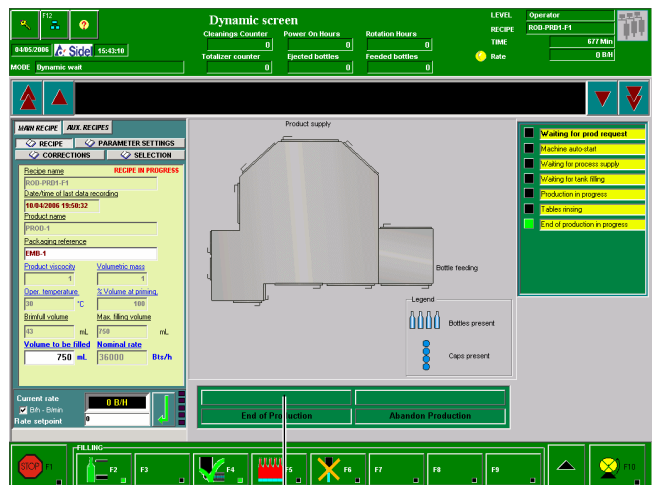 F12
Dynamic screen
04/05/2006 Sidel 15:43:10
MODE Dynamic wait
Cleanings Counter Power On Hours Rotation Hours
0 0 0
Totalizer counter Ejected bottles Feeded bottles
0 0 0
LEVEL Operator
RECIPE ROD-PRD1-F1
TIME 677 Min
Rate 0 B/H
MAIN RECIPE AUX. RECIPES
RECIPE PARAMETER SETTINGS
CORRECTIONS SELECTION
Recipe name RECIPE IN PROGRESS
ROD-PRD1-F1
Date/time of last data recording
10/04/2006 19:50:32
Product name
PROB-1
Packaging reference
EMB-1
Product viscocity Volumetric mass
1 1
Oper. temperature % Volume at priming.
30 °C 100
Brimfull volume Max. filling volume
43 mL 750 mL
Volume to be filled Nominal rate
750 mL 36000 Bts/h
Current rate 0 B/H
B/h - B/min
Rate setpoint 0
Product supply
Bottle feeding
Legend
Bottles present
Caps present
End of Production Abandon Production
Waiting for prod request
Machine auto-start
Waiting for process supply
Waiting for tank filling
Production in progress
Tables rinsing
End of production in progress
FILLING
STOP F1 F2 F3 F4 F5 F6 F7 F8 F9 F10